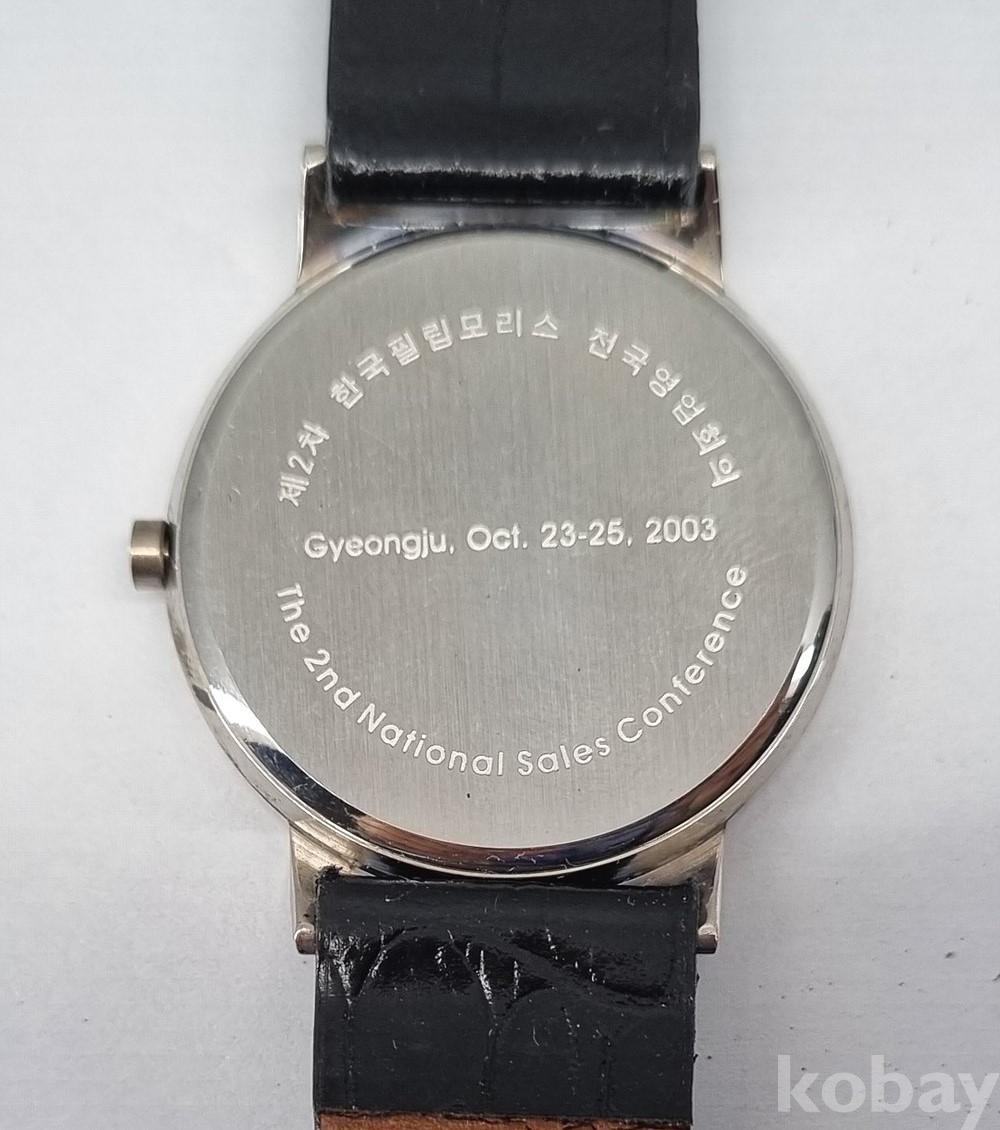 제2차 한국필립모리스 전국영업회의
Gyeongju, Oct. 23-25, 2003
The 2nd National Sales Conference
kobay